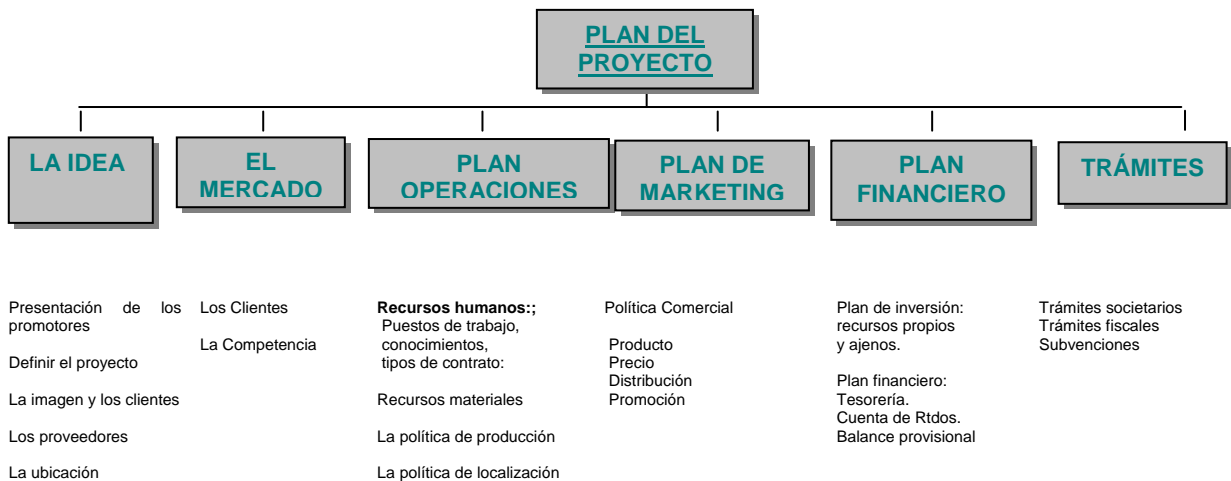 PLAN DEL
PROYECTO
LA IDEA
EL
MERCADO
PLAN
OPERACIONES
PLAN DE
MARKETING
PLAN
FINANCIERO
TRÁMITES
Presentación de los
promotores
Definir el proyecto
La imagen y los clientes
Los proveedores
La ubicación
Los Clientes
La Competencia
Recursos humanos:;
Puestos de trabajo,
conocimientos,
tipos de contrato:
Recursos materiales
La política de producción
La política de localización
Política Comercial
Producto
Precio
Distribución
Promoción
Plan de inversión:
recursos propios
y ajenos.
Plan financiero:
Tesorería.
Cuenta de Rtdos.
Balance provisional
Trámites societarios
Trámites fiscales
Subvenciones